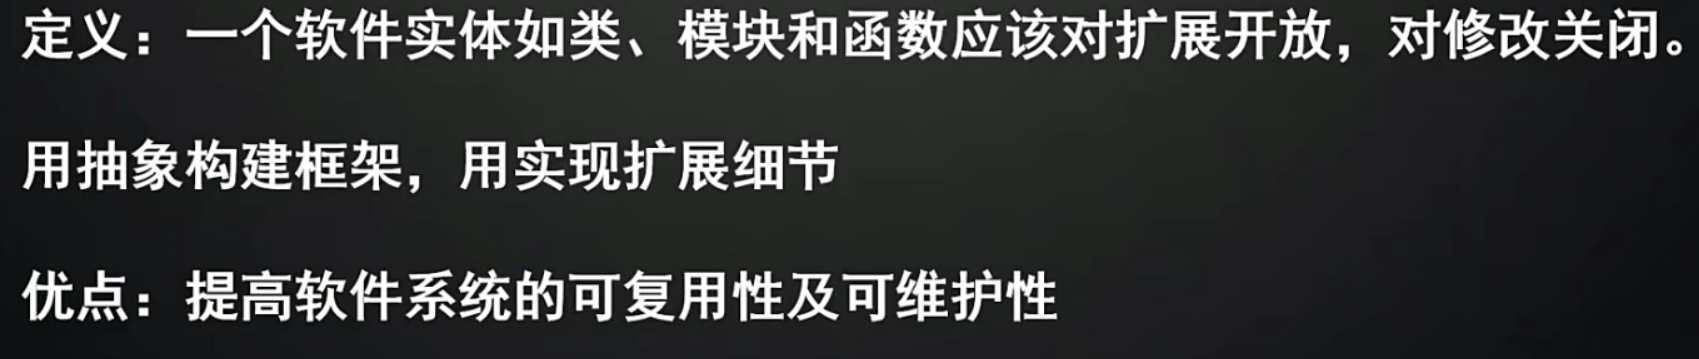 定义：一个软件实体如类、模块和函数应该对扩展开放，对修改关闭。
用抽象构建框架，用实现扩展细节
优点：提高软件系统的可复用性及可维护性